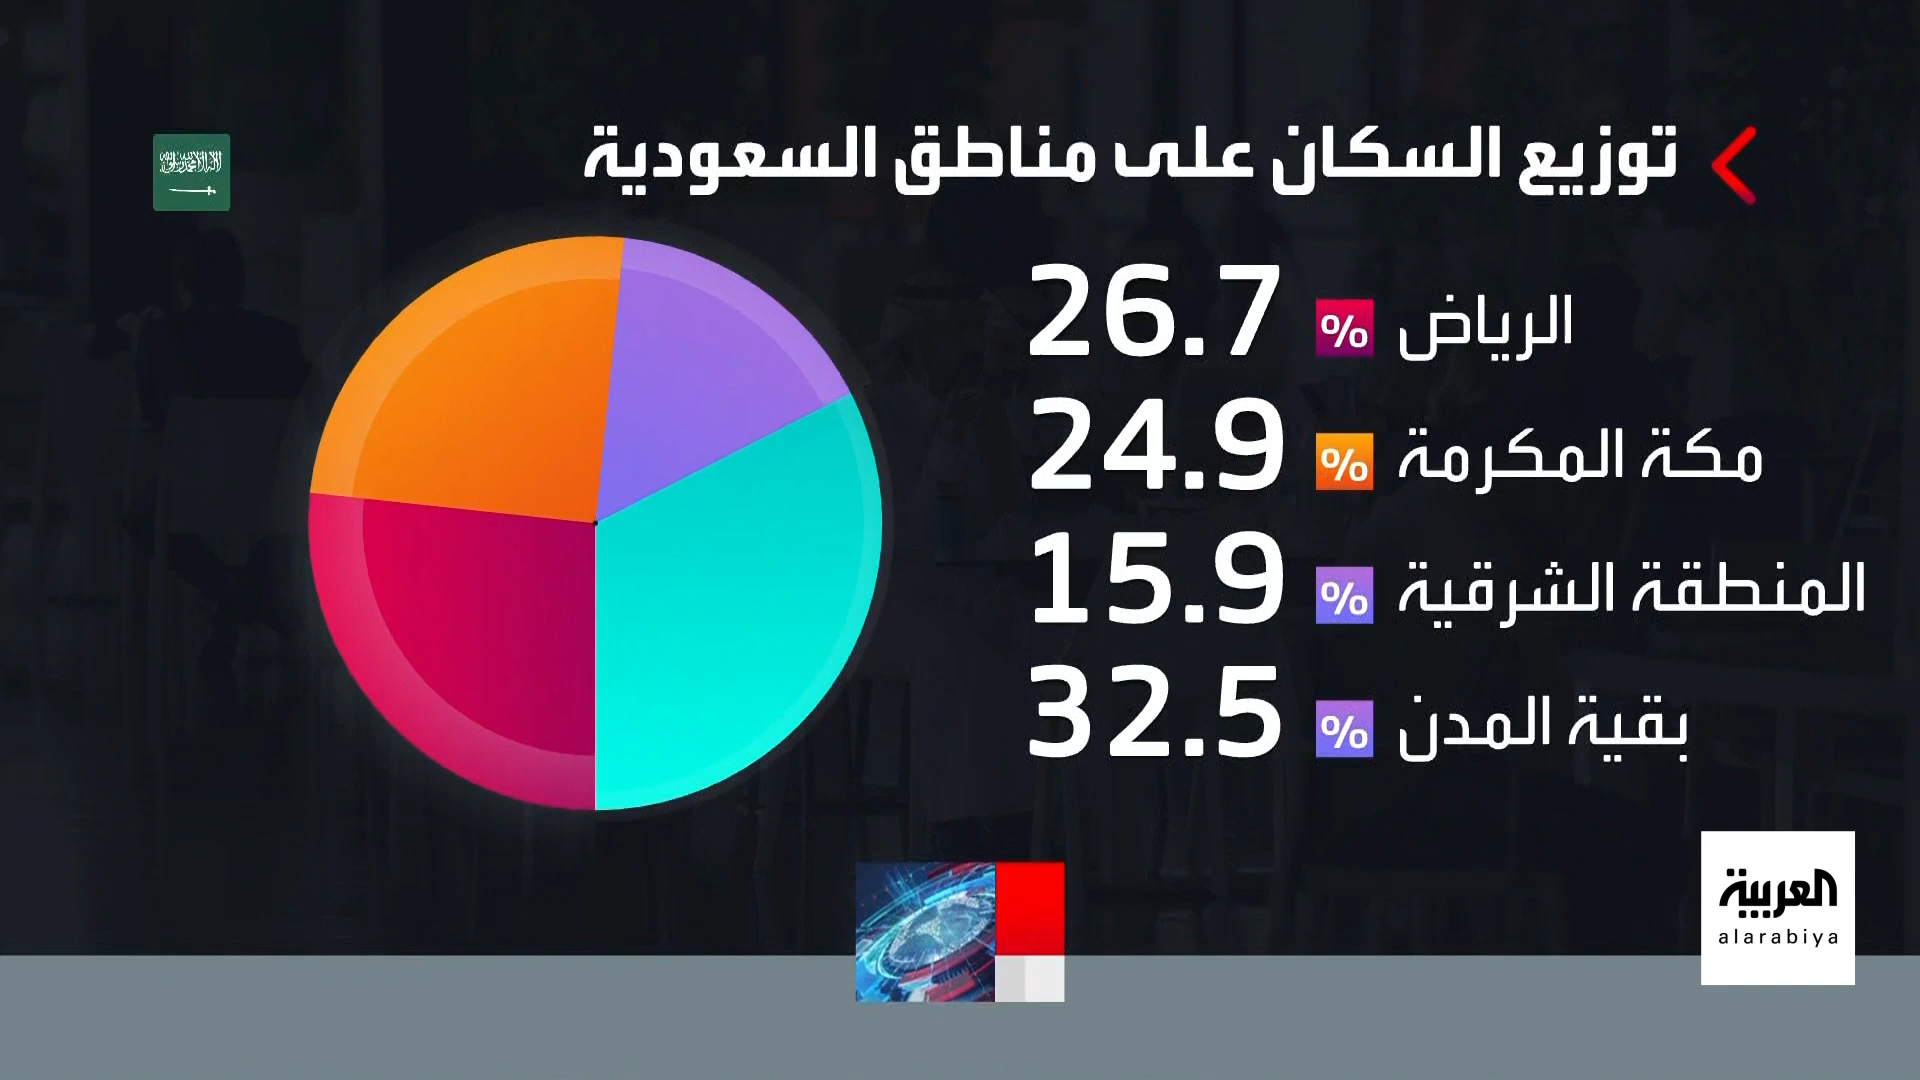 توزيع السكان على مناطق السعودية
الرياض % 26.7
مكة المكرمة % 24.9
المنطقة الشرقية % 15.9
بقية المدن % 32.5
العربية
alarabiya